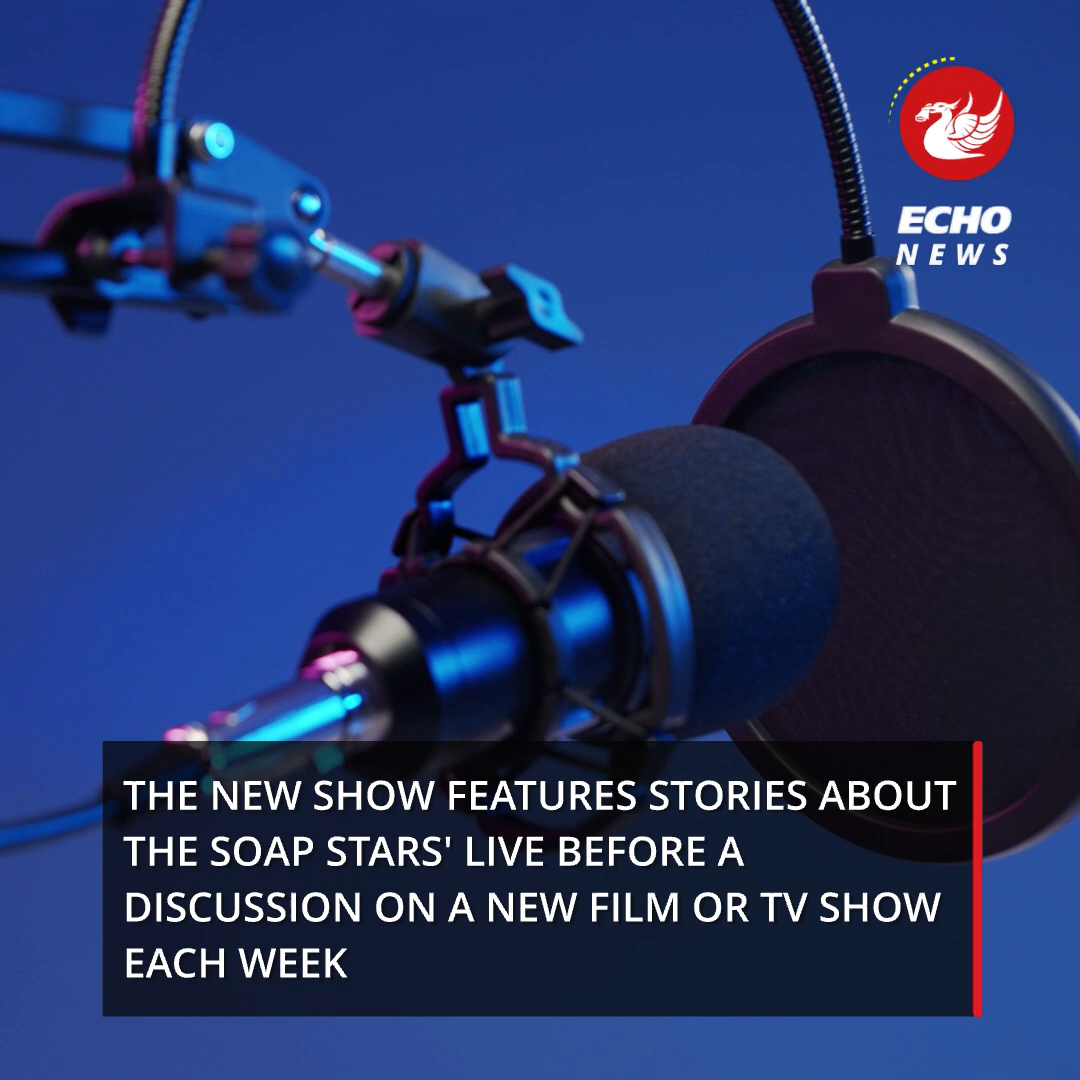 ECHO
NEWS
THE NEW SHOW FEATURES STORIES ABOUT
THE SOAP STARS' LIVE BEFORE A
DISCUSSION ON A NEW FILM OR TV SHOW
EACH WEEK